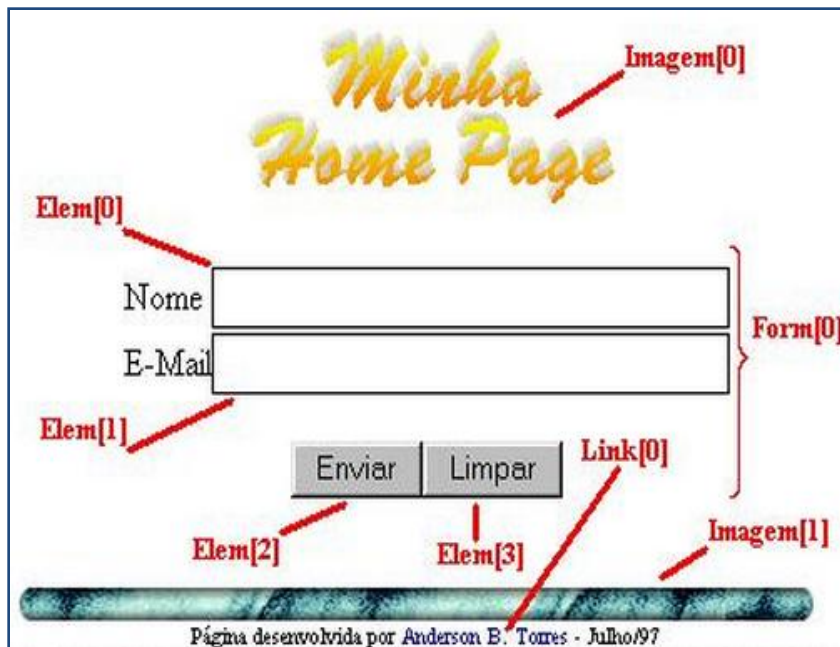 Minha
Imagem[0]
Home Page
Elem[0]
Nome
Form[0]
E-Mail
Elem[1]
Link[0]
Enviar
Limpar
Imagem[1]
Elem[2]
Elem[3]
Página desenvolvida por Anderson B. Torres - Julho/97